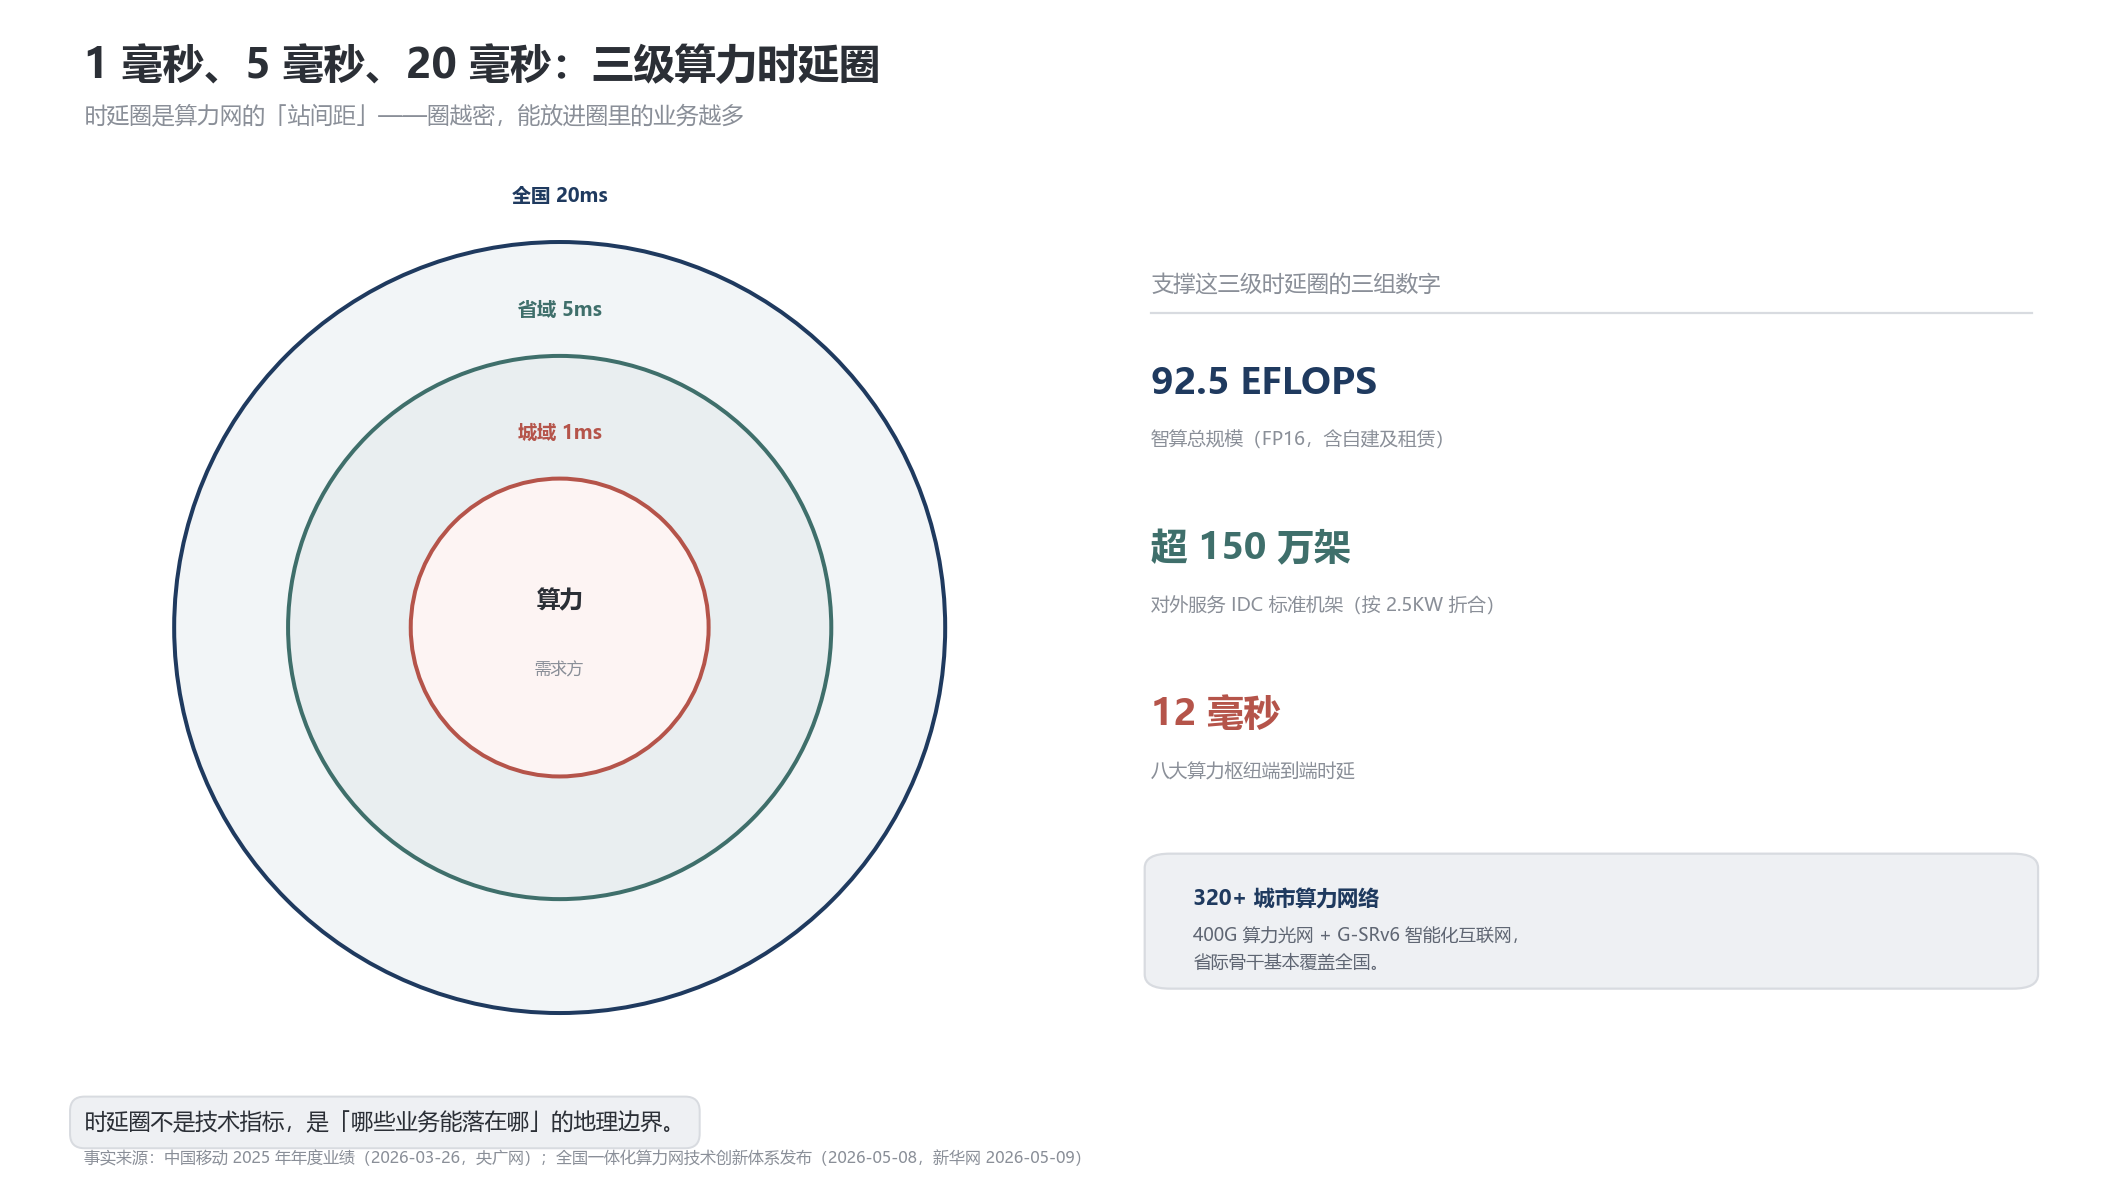 1 毫秒、5 毫秒、20 毫秒：三级算力时延圈
时延圈是算力网的「站间距」——圈越密，能放进圈里的业务越多
全国 20ms
省域 5ms
城域 1ms
算力
需求方
支撑这三级时延圈的三组数字
92.5 EFLOPS
智算总规模（FP16，含自建及租赁）
超 150 万架
对外服务 IDC 标准机架（按 2.5KW 折合）
12 毫秒
八大算力枢纽端到端时延
320+ 城市算力网络
400G 算力光网 + G-SRv6 智能化互联网，
省际骨干基本覆盖全国。
时延圈不是技术指标，是「哪些业务能落在哪」的地理边界。
事实来源：中国移动 2025 年年度业绩（2026-03-26，央广网）；全国一体化算力网技术创新体系发布（2026-05-08，新华网 2026-05-09）